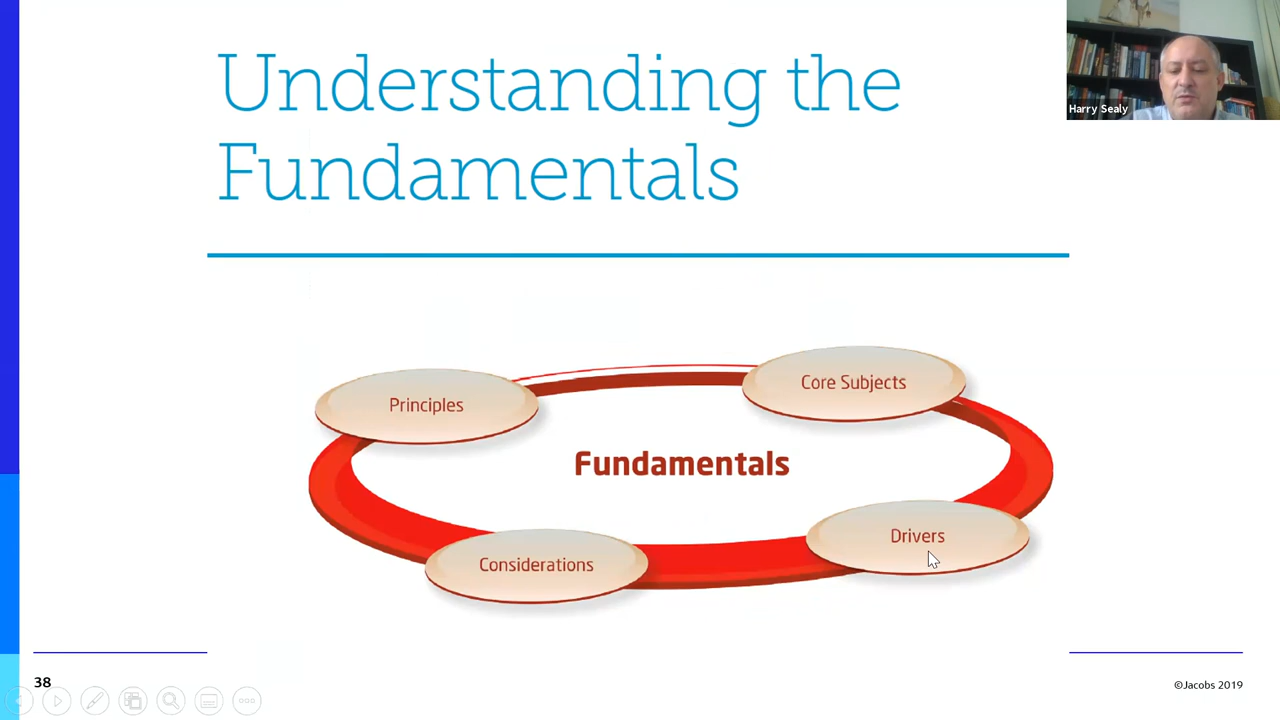 Understanding the
Fundamentals
Harry Sealy
Principles
Core Subjects
Fundamentals
Drivers
Considerations
38
©Jacobs 2019